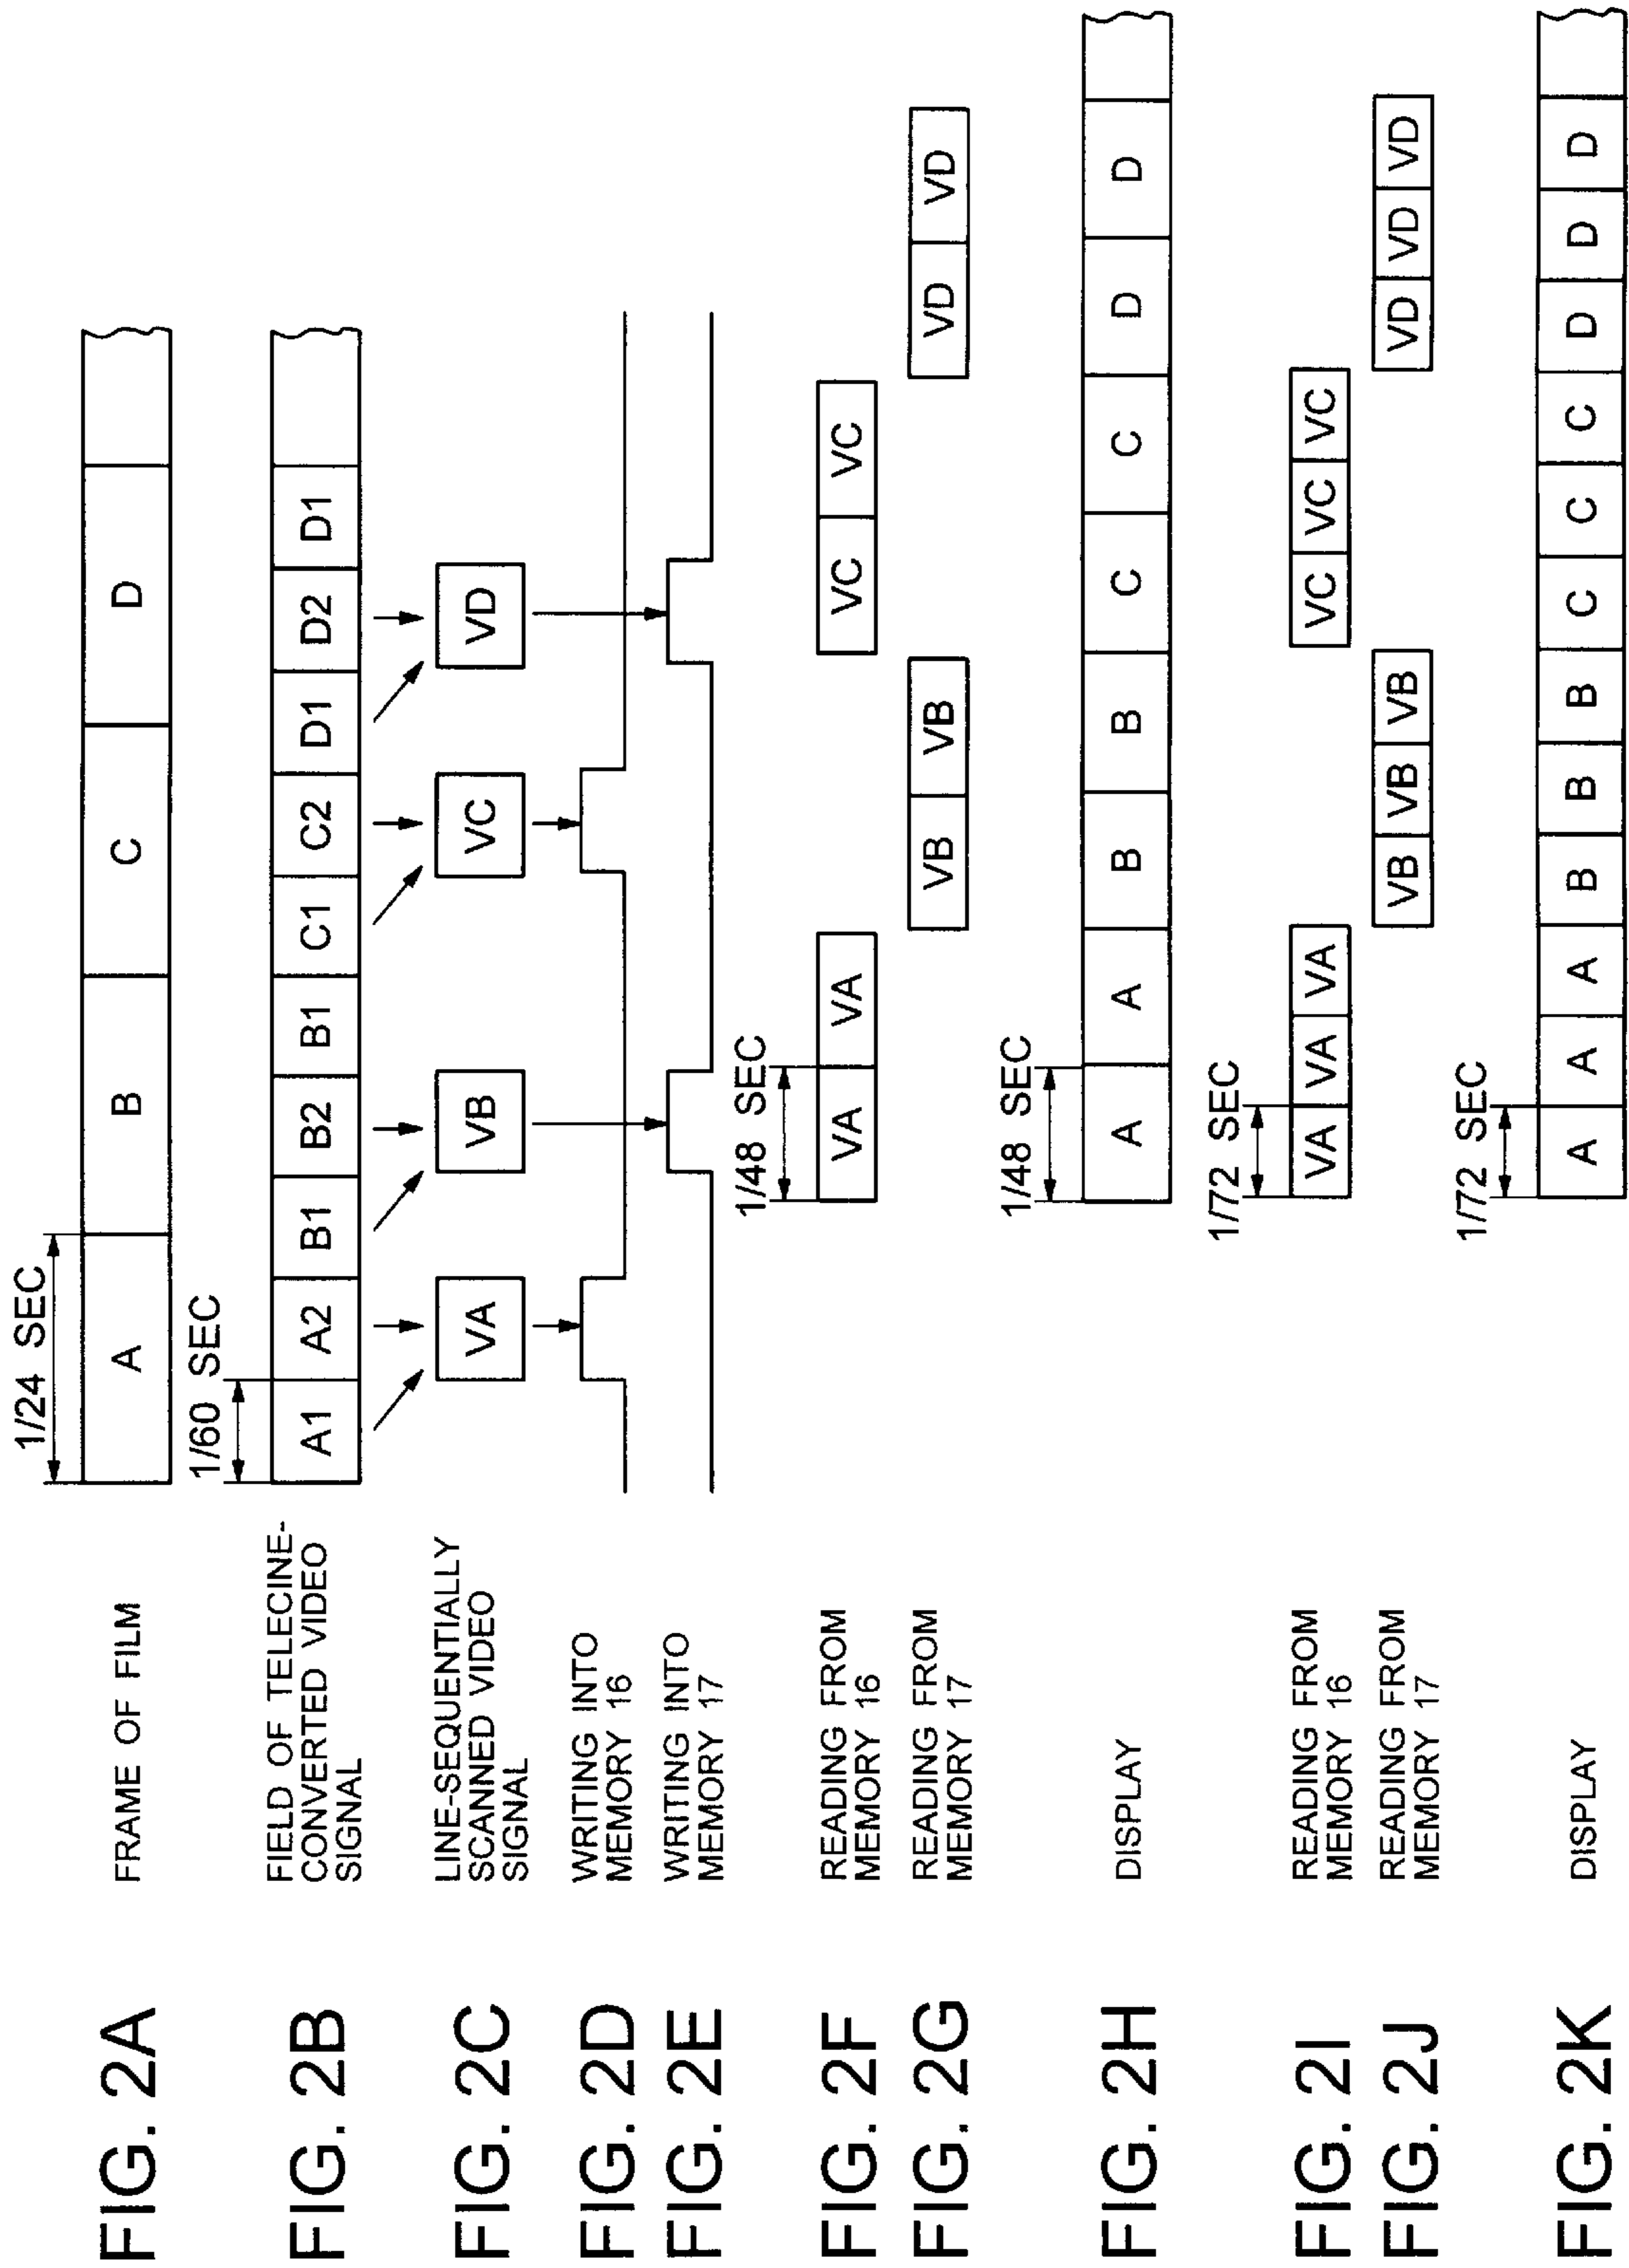 FIG. 2A
FRAME OF FILM
1/24 SEC
A B C D
FIG. 2B
FIELD OF TELECINE-
CONVERTED VIDEO
SIGNAL
1/60 SEC
A1 A2 B1 B2 B1 C1 C2 D1 D2 D1
FIG. 2C
LINE-SEQUENTIALLY
SCANNED VIDEO
SIGNAL
VA VB VC VD
FIG. 2D
WRITING INTO
MEMORY 16
FIG. 2E
WRITING INTO
MEMORY 17
FIG. 2F
READING FROM
MEMORY 16
1/48 SEC
VA VA VC VC
FIG. 2G
READING FROM
MEMORY 17
VB VB VD VD
FIG. 2H
DISPLAY
1/48 SEC
A A B B C C D D
FIG. 2I
READING FROM
MEMORY 16
1/72 SEC
VA VA VA VC VC VC
FIG. 2J
READING FROM
MEMORY 17
VB VB VB VD VD VD
FIG. 2K
DISPLAY
1/72 SEC
A A A B B B C C C D D D